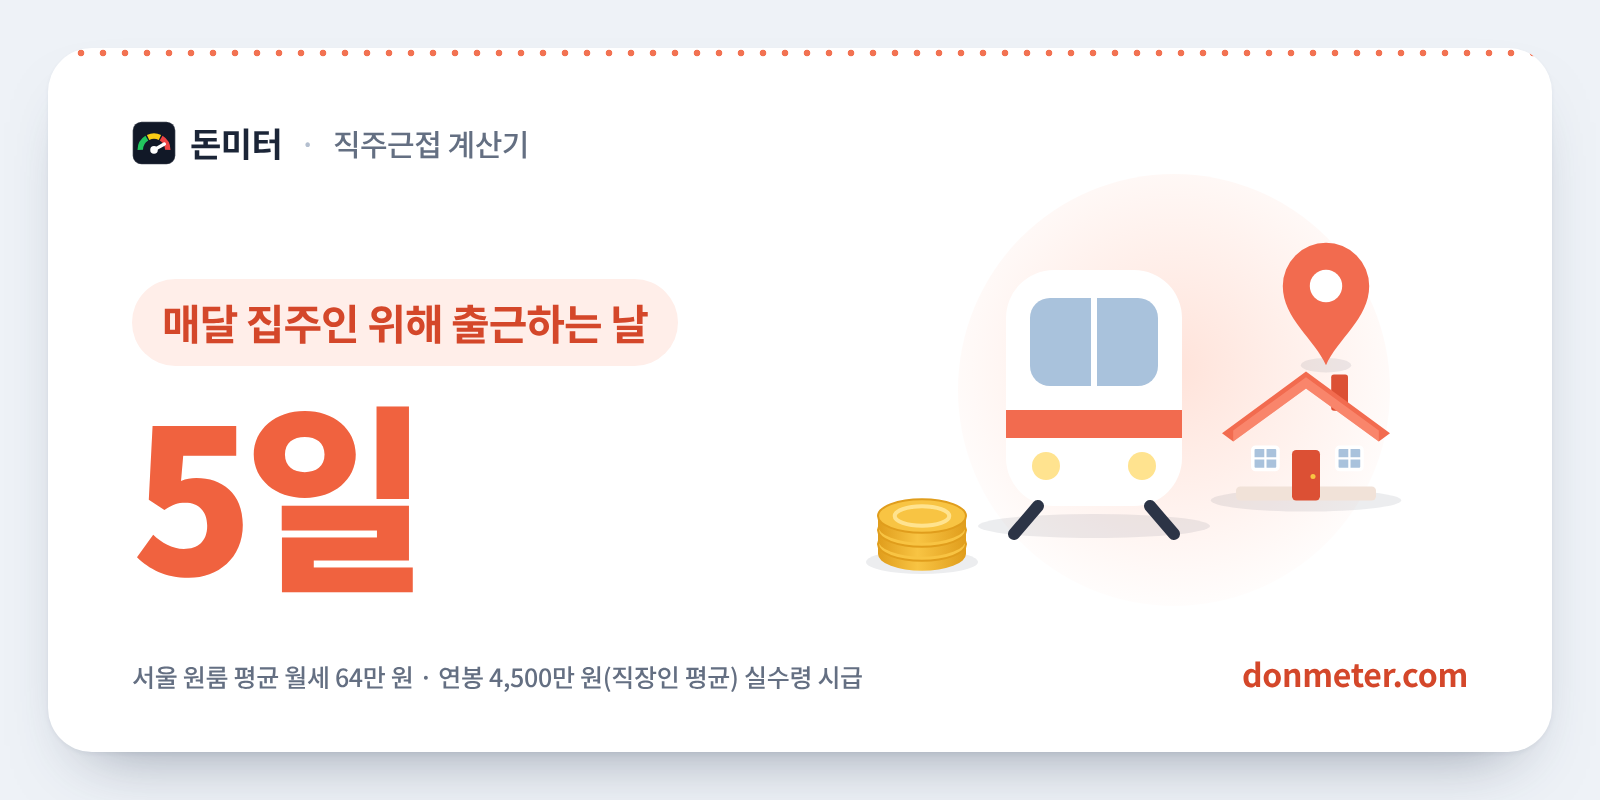 돈미터 · 직주근접 계산기
매달 집주인 위해 출근하는 날
5일
서울 원룸 평균 월세 64만 원 · 연봉 4,500만 원(직장인 평균) 실수령 시급
donmeter.com